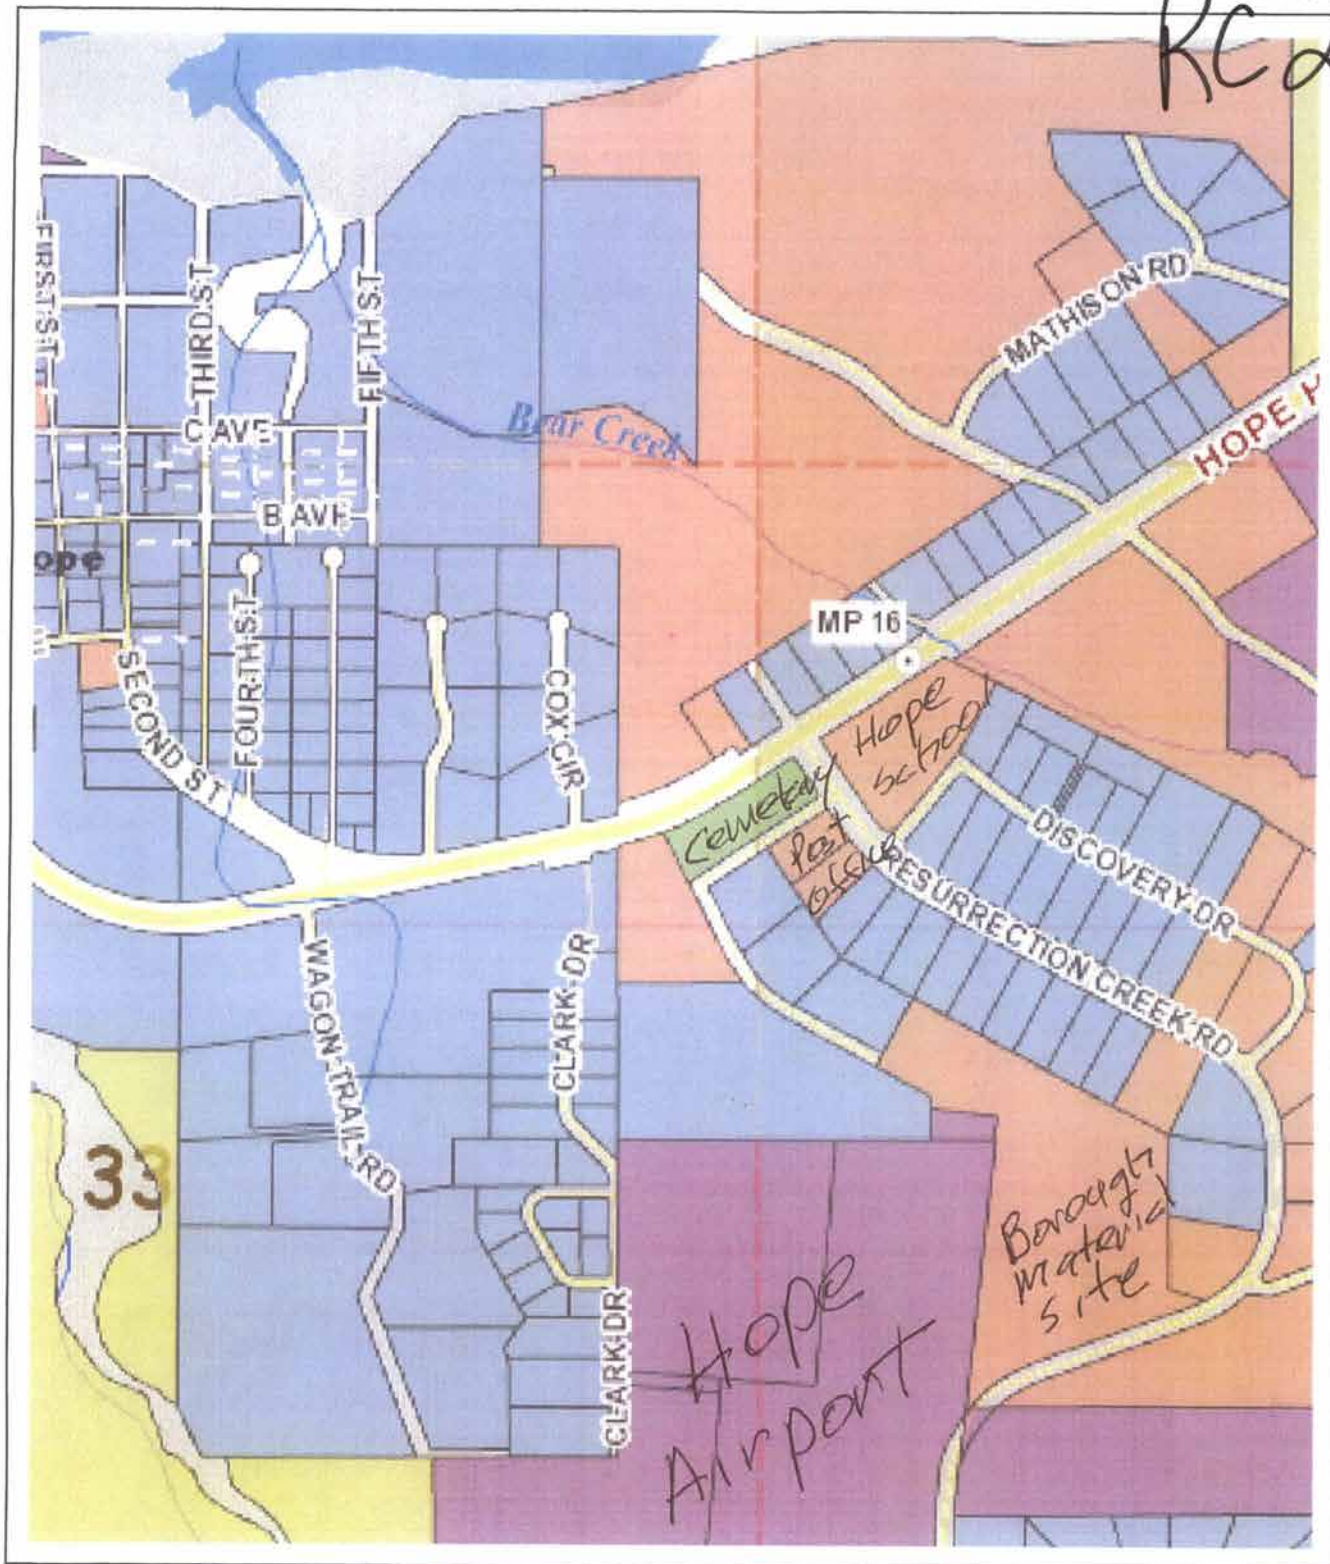 RC
FIRST ST
THIRD ST
FIFTH ST
C AVE
B AVE
ope
SECOND ST
FOURTH ST
COX CIR
Bear Creek
MATHISON RD
HOPE H
MP 16
Hope
School
Cemetery
Post
Office
DISCOVERY DR
RESURRECTION CREEK RD
WAGON TRAIL RD
CLARK DR
33
CLARK DR
Hope
Airport
Borough
Material
Site